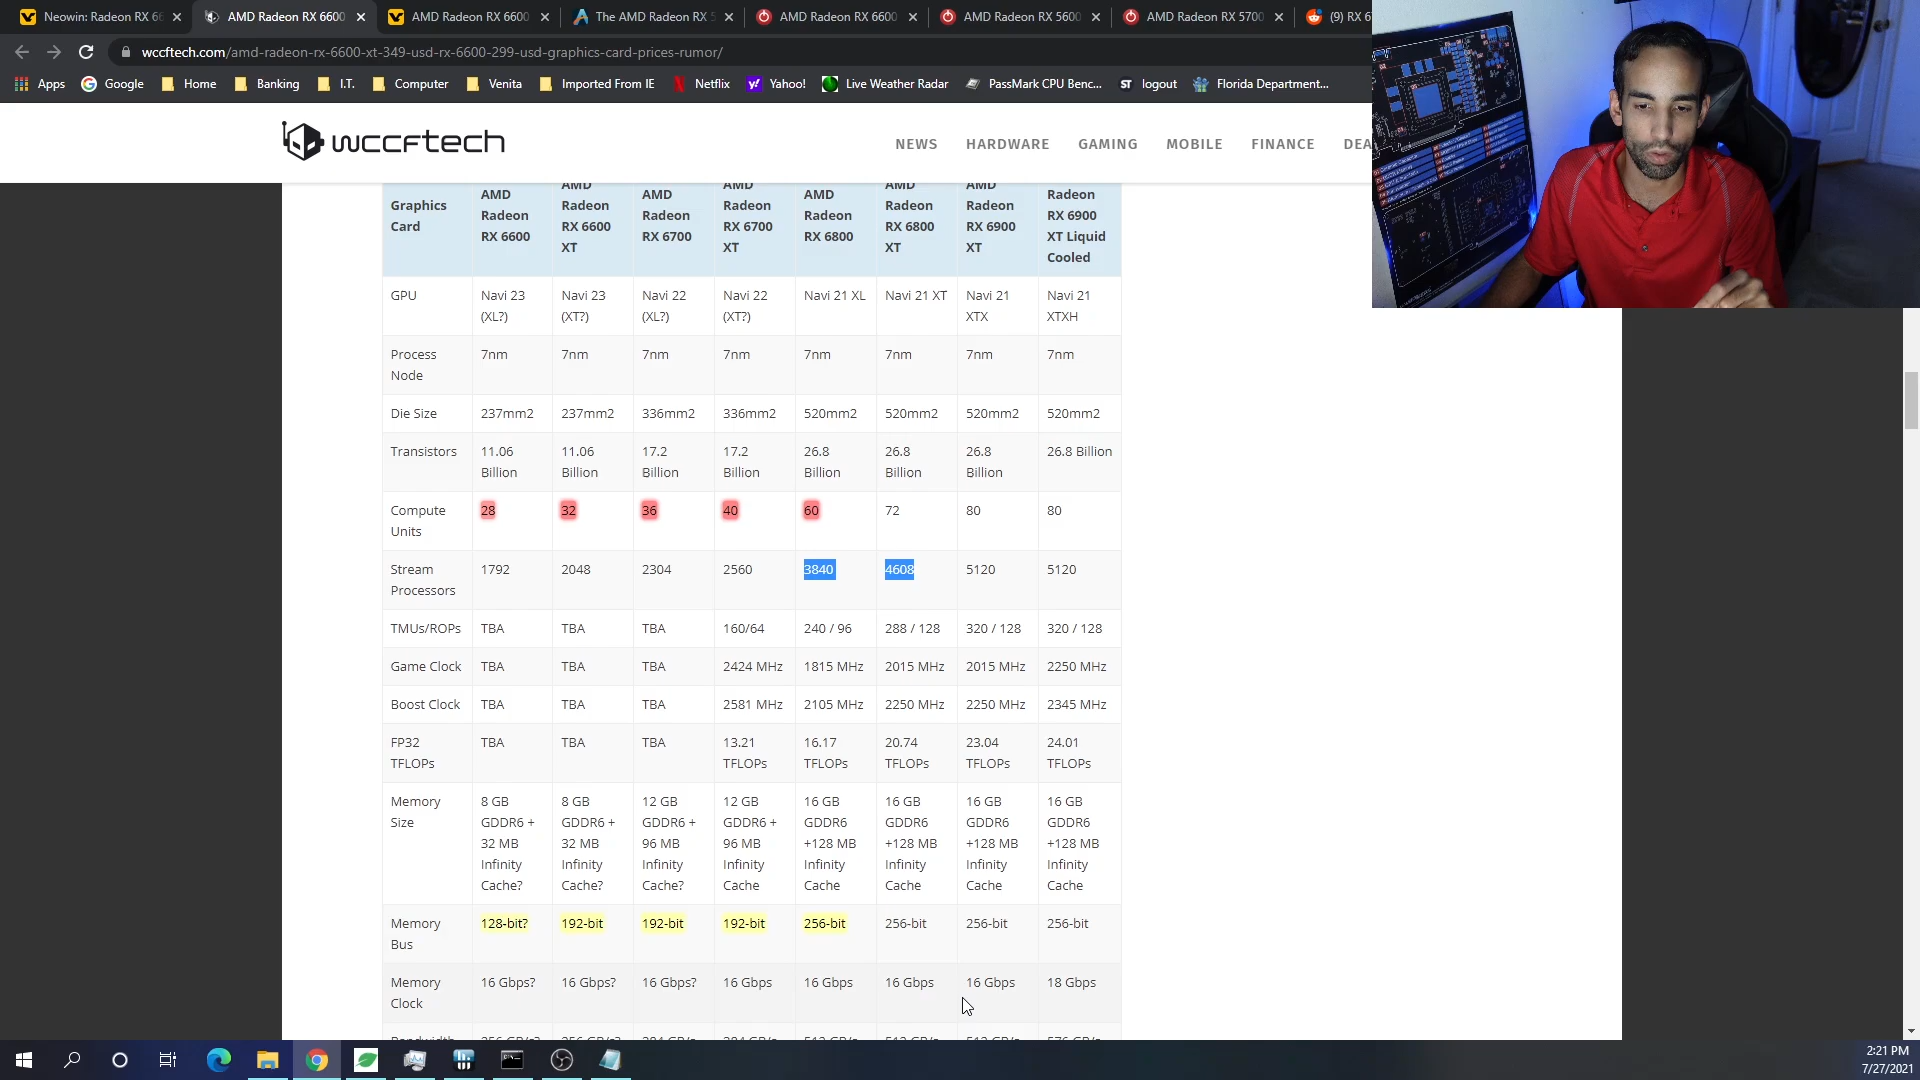 Neowin: Radeon RX 66
AMD Radeon RX 6600
AMD Radeon RX 6600
The AMD Radeon RX 5
AMD Radeon RX 6600
AMD Radeon RX 5600
AMD Radeon RX 5700
(9) RX 6
wccftech.com/amd-radeon-rx-6600-xt-349-usd-rx-6600-299-usd-graphics-card-prices-rumor/
Apps Google Home Banking I.T. Computer Venita Imported From IE Netflix Yahoo! Live Weather Radar PassMark CPU Benc... ST logout Florida Department...
wccftech
NEWS HARDWARE GAMING MOBILE FINANCE DEA
Graphics
Card
AMD
Radeon
RX 6600
AMD
Radeon
RX 6600
XT
AMD
Radeon
RX 6700
AMD
Radeon
RX 6700
XT
AMD
Radeon
RX 6800
AMD
Radeon
RX 6800
XT
AMD
Radeon
RX 6900
XT
Radeon
RX 6900
XT Liquid
Cooled
GPU
Navi 23
(XL?)
Navi 23
(XT?)
Navi 22
(XL?)
Navi 22
(XT?)
Navi 21 XL
Navi 21 XT
Navi 21
XTX
Navi 21
XTXH
Process
Node
7nm 7nm 7nm 7nm 7nm 7nm 7nm 7nm
Die Size 237mm2 237mm2 336mm2 336mm2 520mm2 520mm2 520mm2 520mm2
Transistors
11.06
Billion
11.06
Billion
17.2
Billion
17.2
Billion
26.8
Billion
26.8
Billion
26.8
Billion
26.8 Billion
Compute
Units
28 32 36 40 60 72 80 80
Stream
Processors
1792 2048 2304 2560 3840 4608 5120 5120
TMUs/ROPs TBA TBA TBA 160/64 240 / 96 288 / 128 320 / 128 320 / 128
Game Clock TBA TBA TBA 2424 MHz 1815 MHz 2015 MHz 2015 MHz 2250 MHz
Boost Clock TBA TBA TBA 2581 MHz 2105 MHz 2250 MHz 2250 MHz 2345 MHz
FP32
TFLOPs
TBA TBA TBA
13.21
TFLOPs
16.17
TFLOPs
20.74
TFLOPs
23.04
TFLOPs
24.01
TFLOPs
Memory
Size
8 GB
GDDR6 +
32 MB
Infinity
Cache?
8 GB
GDDR6 +
32 MB
Infinity
Cache?
12 GB
GDDR6 +
96 MB
Infinity
Cache?
12 GB
GDDR6 +
96 MB
Infinity
Cache
16 GB
GDDR6
+128 MB
Infinity
Cache
16 GB
GDDR6
+128 MB
Infinity
Cache
16 GB
GDDR6
+128 MB
Infinity
Cache
16 GB
GDDR6
+128 MB
Infinity
Cache
Memory
Bus
128-bit? 192-bit 192-bit 192-bit 256-bit 256-bit 256-bit 256-bit
Memory
Clock
16 Gbps? 16 Gbps? 16 Gbps? 16 Gbps 16 Gbps 16 Gbps 16 Gbps 18 Gbps
2:21 PM
7/27/2021